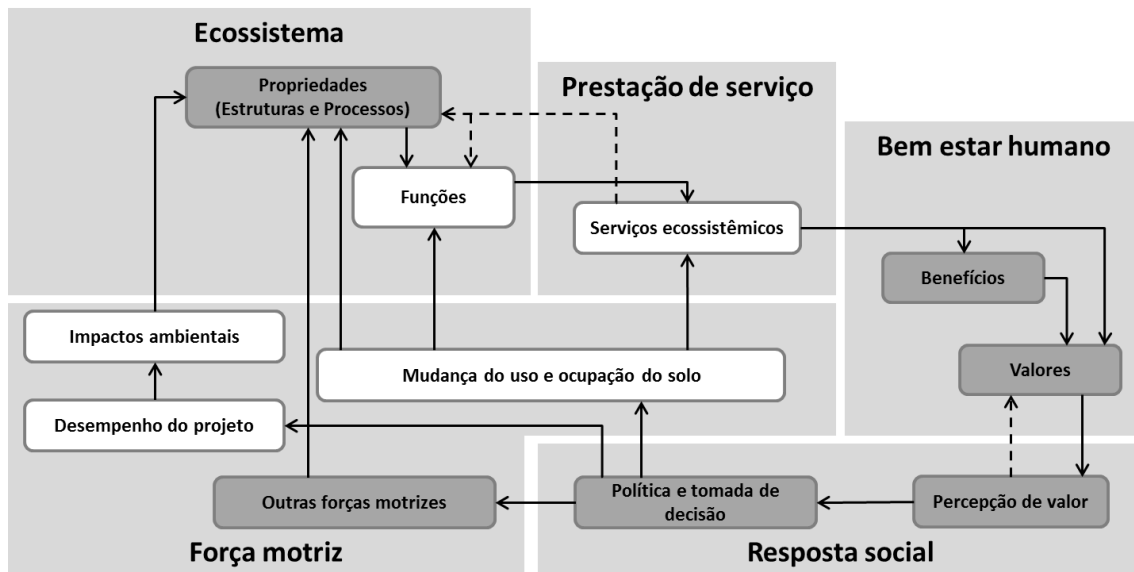 Ecossistema
Propriedades
(Estruturas e Processos)
Prestação de serviço
Bem estar humano
Funções
Serviços ecossistêmicos
Benefícios
Impactos ambientais
Mudança do uso e ocupação do solo
Valores
Desempenho do projeto
Outras forças motrizes
Política e tomada de
decisão
Percepção de valor
Força motriz
Resposta social